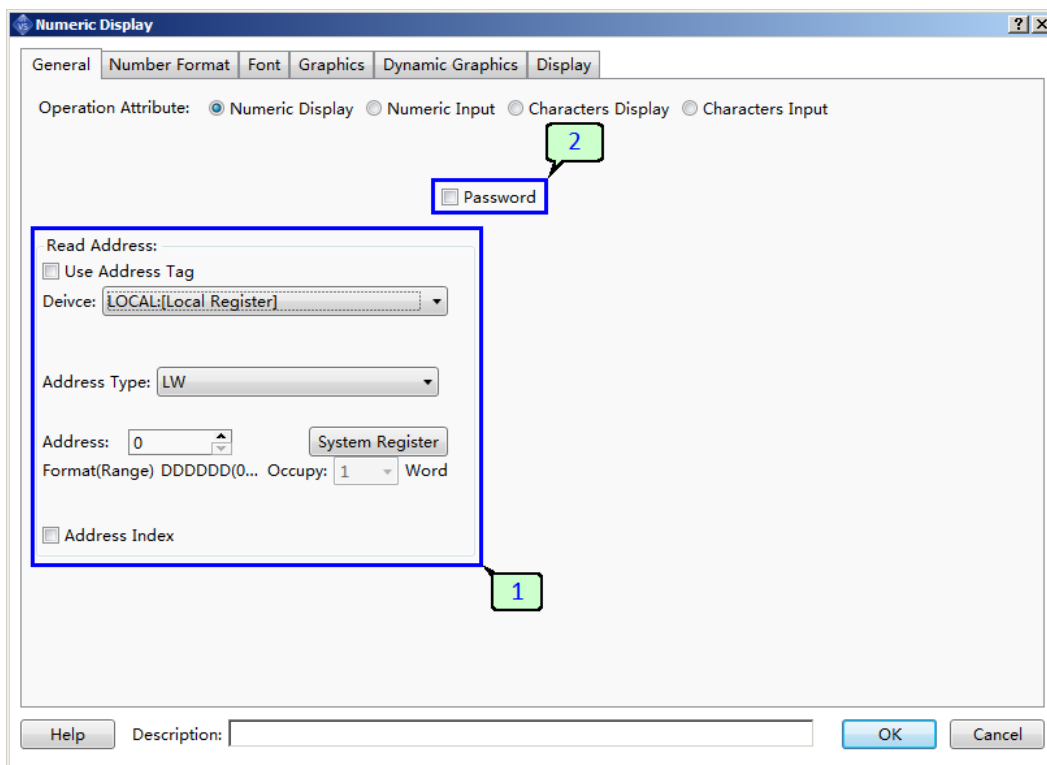 VS Numeric Display
General Number Format Font Graphics Dynamic Graphics Display
Operation Attribute: Numeric Display Numeric Input Characters Display Characters Input
2
Password
Read Address:
Use Address Tag
Deivce: LOCAL:[Local Register]
Address Type: LW
Address: 0 System Register
Format(Range) DDDDDD(0... Occupy: 1 Word
Address Index
1
Help Description: OK Cancel